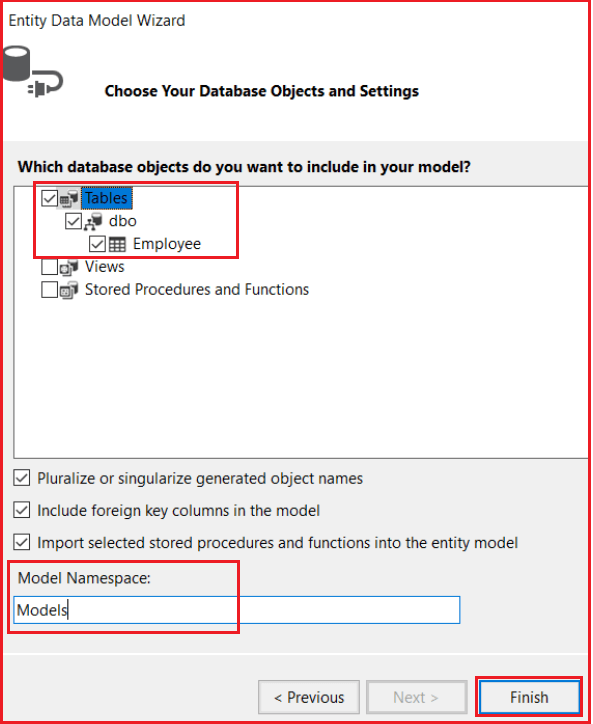 Entity Data Model Wizard
Choose Your Database Objects and Settings
Which database objects do you want to include in your model?
Tables
dbo
Employee
Views
Stored Procedures and Functions
Pluralize or singularize generated object names
Include foreign key columns in the model
Import selected stored procedures and functions into the entity model
Model Namespace:
Models
< Previous
Next >
Finish